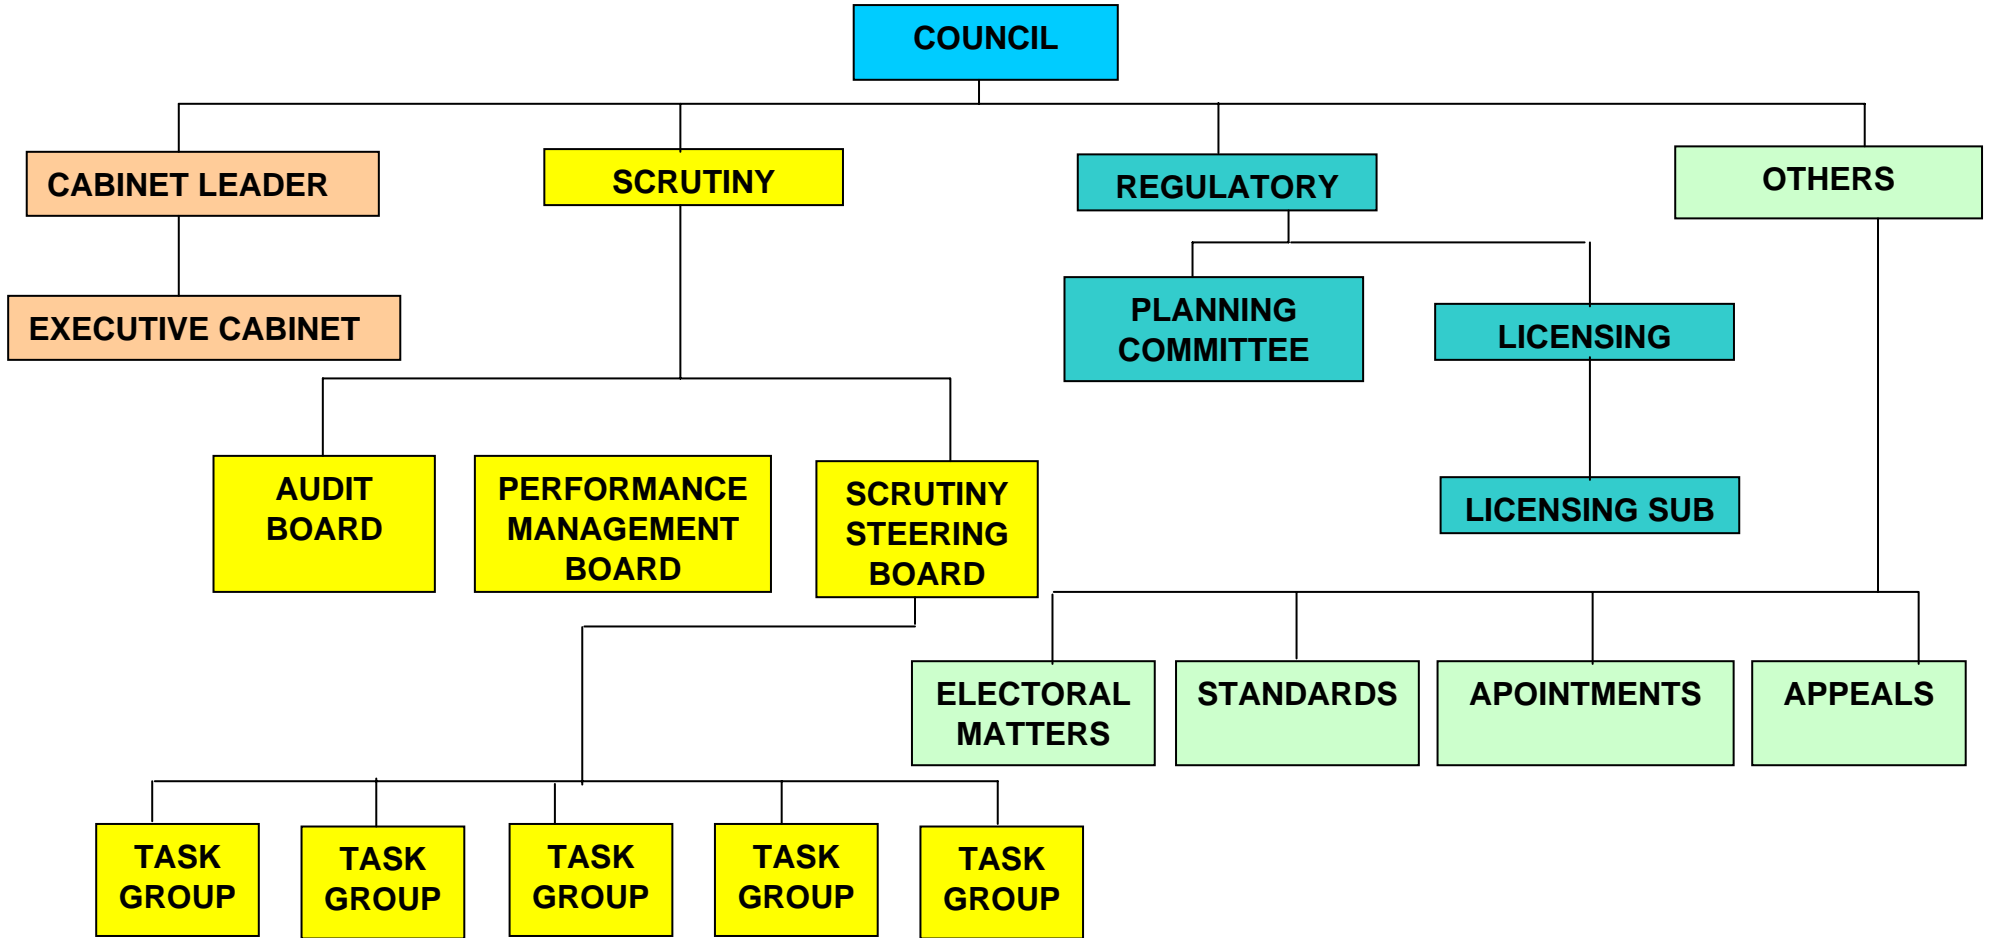 COUNCIL
CABINET LEADER
SCRUTINY
REGULATORY
OTHERS
EXECUTIVE CABINET
PLANNING
COMMITTEE
LICENSING
AUDIT
BOARD
PERFORMANCE
MANAGEMENT
BOARD
SCRUTINY
STEERING
BOARD
LICENSING SUB
ELECTORAL
MATTERS
STANDARDS
APOINTMENTS
APPEALS
TASK
GROUP
TASK
GROUP
TASK
GROUP
TASK
GROUP
TASK
GROUP